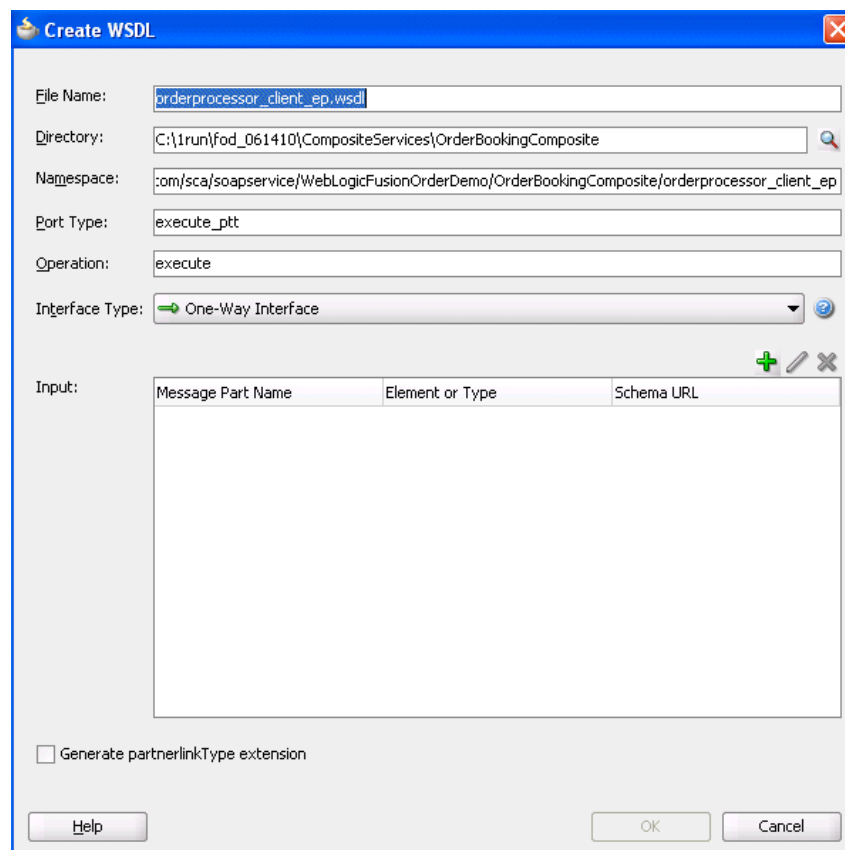 Create WSDL
File Name: orderprocessor_client_ep.wsdl
Directory: C:\1run\fod_061410\CompositeServices\OrderBookingComposite
Namespace: :om/sca/soapservice/WebLogicFusionOrderDemo/OrderBookingComposite/orderprocessor_client_ep
Port Type: execute_ptt
Operation: execute
Interface Type: One-Way Interface
Input: Message Part Name Element or Type Schema URL
Generate partnerlinkType extension
Help OK Cancel